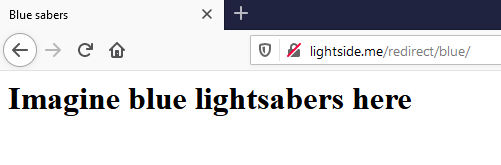 Blue sabers
lightside.me/redirect/blue/
Imagine blue lightsabers here